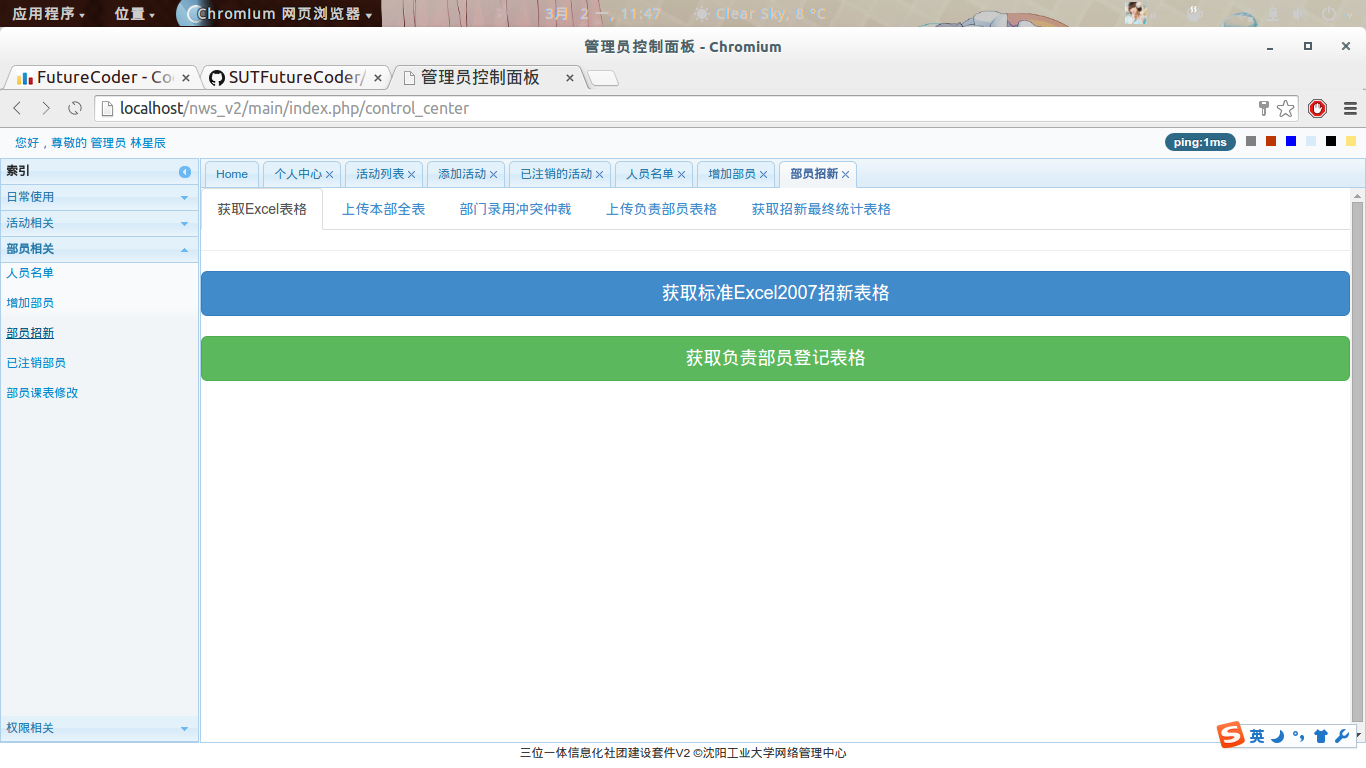 应用程序 位置 Chromium 网页浏览器 3月 2 一, 11:47 Clear Sky, 8 °C
管理员控制面板 - Chromium
FutureCoder - Co SUTFutureCoder/ 管理员控制面板
localhost/nws_v2/main/index.php/control_center
您好，尊敬的 管理员 林星辰 ping:1ms
索引
Home 个人中心 活动列表 添加活动 已注销的活动 人员名单 增加部员 部员招新
日常使用
活动相关
部员相关
人员名单
增加部员
部员招新
已注销部员
部员课表修改
权限相关
获取Excel表格 上传本部全表 部门录用冲突仲裁 上传负责部员表格 获取招新最终统计表格
获取标准Excel2007招新表格
获取负责部员登记表格
英
三位一体信息化社团建设套件V2 ©沈阳工业大学网络管理中心